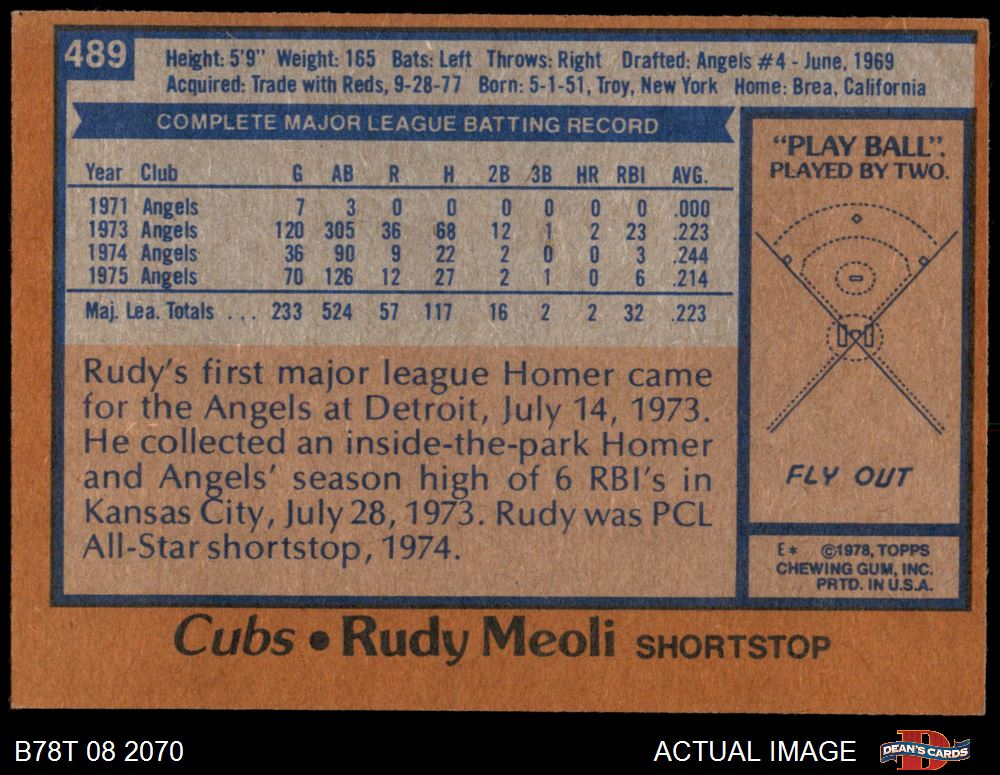 489
Height: 5'9" Weight: 165 Bats: Left Throws: Right Drafted: Angels #4 - June, 1969
Acquired: Trade with Reds, 9-28-77 Born: 5-1-51, Troy, New York Home: Brea, California
COMPLETE MAJOR LEAGUE BATTING RECORD
Year Club G AB R H 2B 3B HR RBI AVG.
1971 Angels 7 3 0 0 0 0 0 0 .000
1973 Angels 120 305 36 68 12 1 2 23 .223
1974 Angels 36 90 9 22 2 0 0 3 .244
1975 Angels 70 126 12 27 2 1 0 6 .214
Maj. Lea. Totals ... 233 524 57 117 16 2 2 32 .223
Rudy's first major league Homer came
for the Angels at Detroit, July 14, 1973.
He collected an inside-the-park Homer
and Angels' season high of 6 RBI's in
Kansas City, July 28, 1973. Rudy was PCL
All-Star shortstop, 1974.
"PLAY BALL".
PLAYED BY TWO.
FLY OUT
E* ©1978, TOPPS
CHEWING GUM, INC.
PRTD. IN U.S.A.
Cubs • Rudy Meoli SHORTSTOP
B78T 08 2070
ACTUAL IMAGE
DEAN'S CARDS